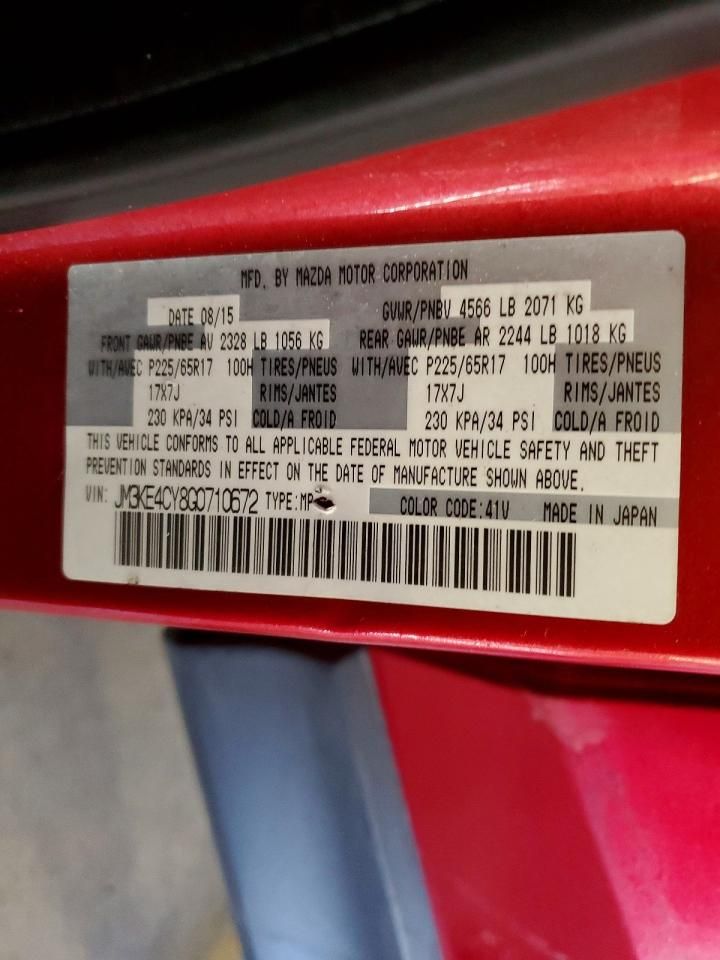 MFD. BY MAZDA MOTOR CORPORATION
DATE 08/15 GVWR/PNBV 4566 LB 2071 KG
FRONT GAWR/PNBE AV 2328 LB 1056 KG REAR GAWR/PNBE AR 2244 LB 1018 KG
WITH/AVEC P225/65R17 100H TIRES/PNEUS WITH/AVEC P225/65R17 100H TIRES/PNEUS
17X7J RIMS/JANTES 17X7J RIMS/JANTES
230 KPA/34 PSI COLD/A FROID 230 KPA/34 PSI COLD/A FROID
THIS VEHICLE CONFORMS TO ALL APPLICABLE FEDERAL MOTOR VEHICLE SAFETY AND THEFT
PREVENTION STANDARDS IN EFFECT ON THE DATE OF MANUFACTURE SHOWN ABOVE.
VIN: JM3KE4CY8G0710672 TYPE:MP COLOR CODE:41V MADE IN JAPAN